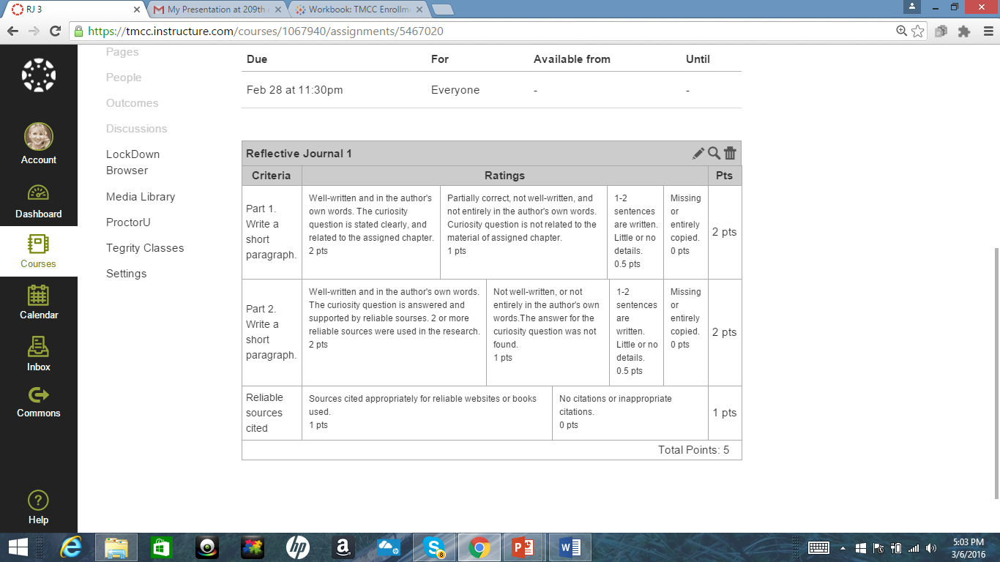 RJ 3
My Presentation at 209th
Workbook: TMCC Enrollm
https://tmcc.instructure.com/courses/1067940/assignments/5467020
Account
Dashboard
Courses
Calendar
Inbox
Commons
?
Help
Pages
People
Outcomes
Discussions
LockDown
Browser
Media Library
ProctorU
Tegrity Classes
Settings
Due For Available from Until
Feb 28 at 11:30pm Everyone - -
Reflective Journal 1
Criteria Ratings Pts
Part 1.
Write a
short
paragraph.
Well-written and in the author's
own words. The curiosity
question is stated clearly, and
related to the assigned chapter.
2 pts
Partially correct, not well-written, and
not entirely in the author's own words.
Curiosity question is not related to the
material of assigned chapter.
1 pts
1-2
sentences
are written.
Little or no
details.
0.5 pts
Missing
or
entirely
copied.
0 pts
2 pts
Part 2.
Write a
short
paragraph.
Well-written and in the author's own words.
The curiosity question is answered and
supported by reliable sourses. 2 or more
reliable sources were used in the research.
2 pts
Not well-written, or not
entirely in the author's own
words.The answer for the
curiosity question was not
found.
1 pts
1-2
sentences
are
written.
Little or no
details.
0.5 pts
Missing
or
entirely
copied.
0 pts
2 pts
Reliable
sources
cited
Sources cited appropriately for reliable websites or books
used.
1 pts
No citations or inappropriate
citations.
0 pts
1 pts
Total Points: 5
5:03 PM
3/6/2016